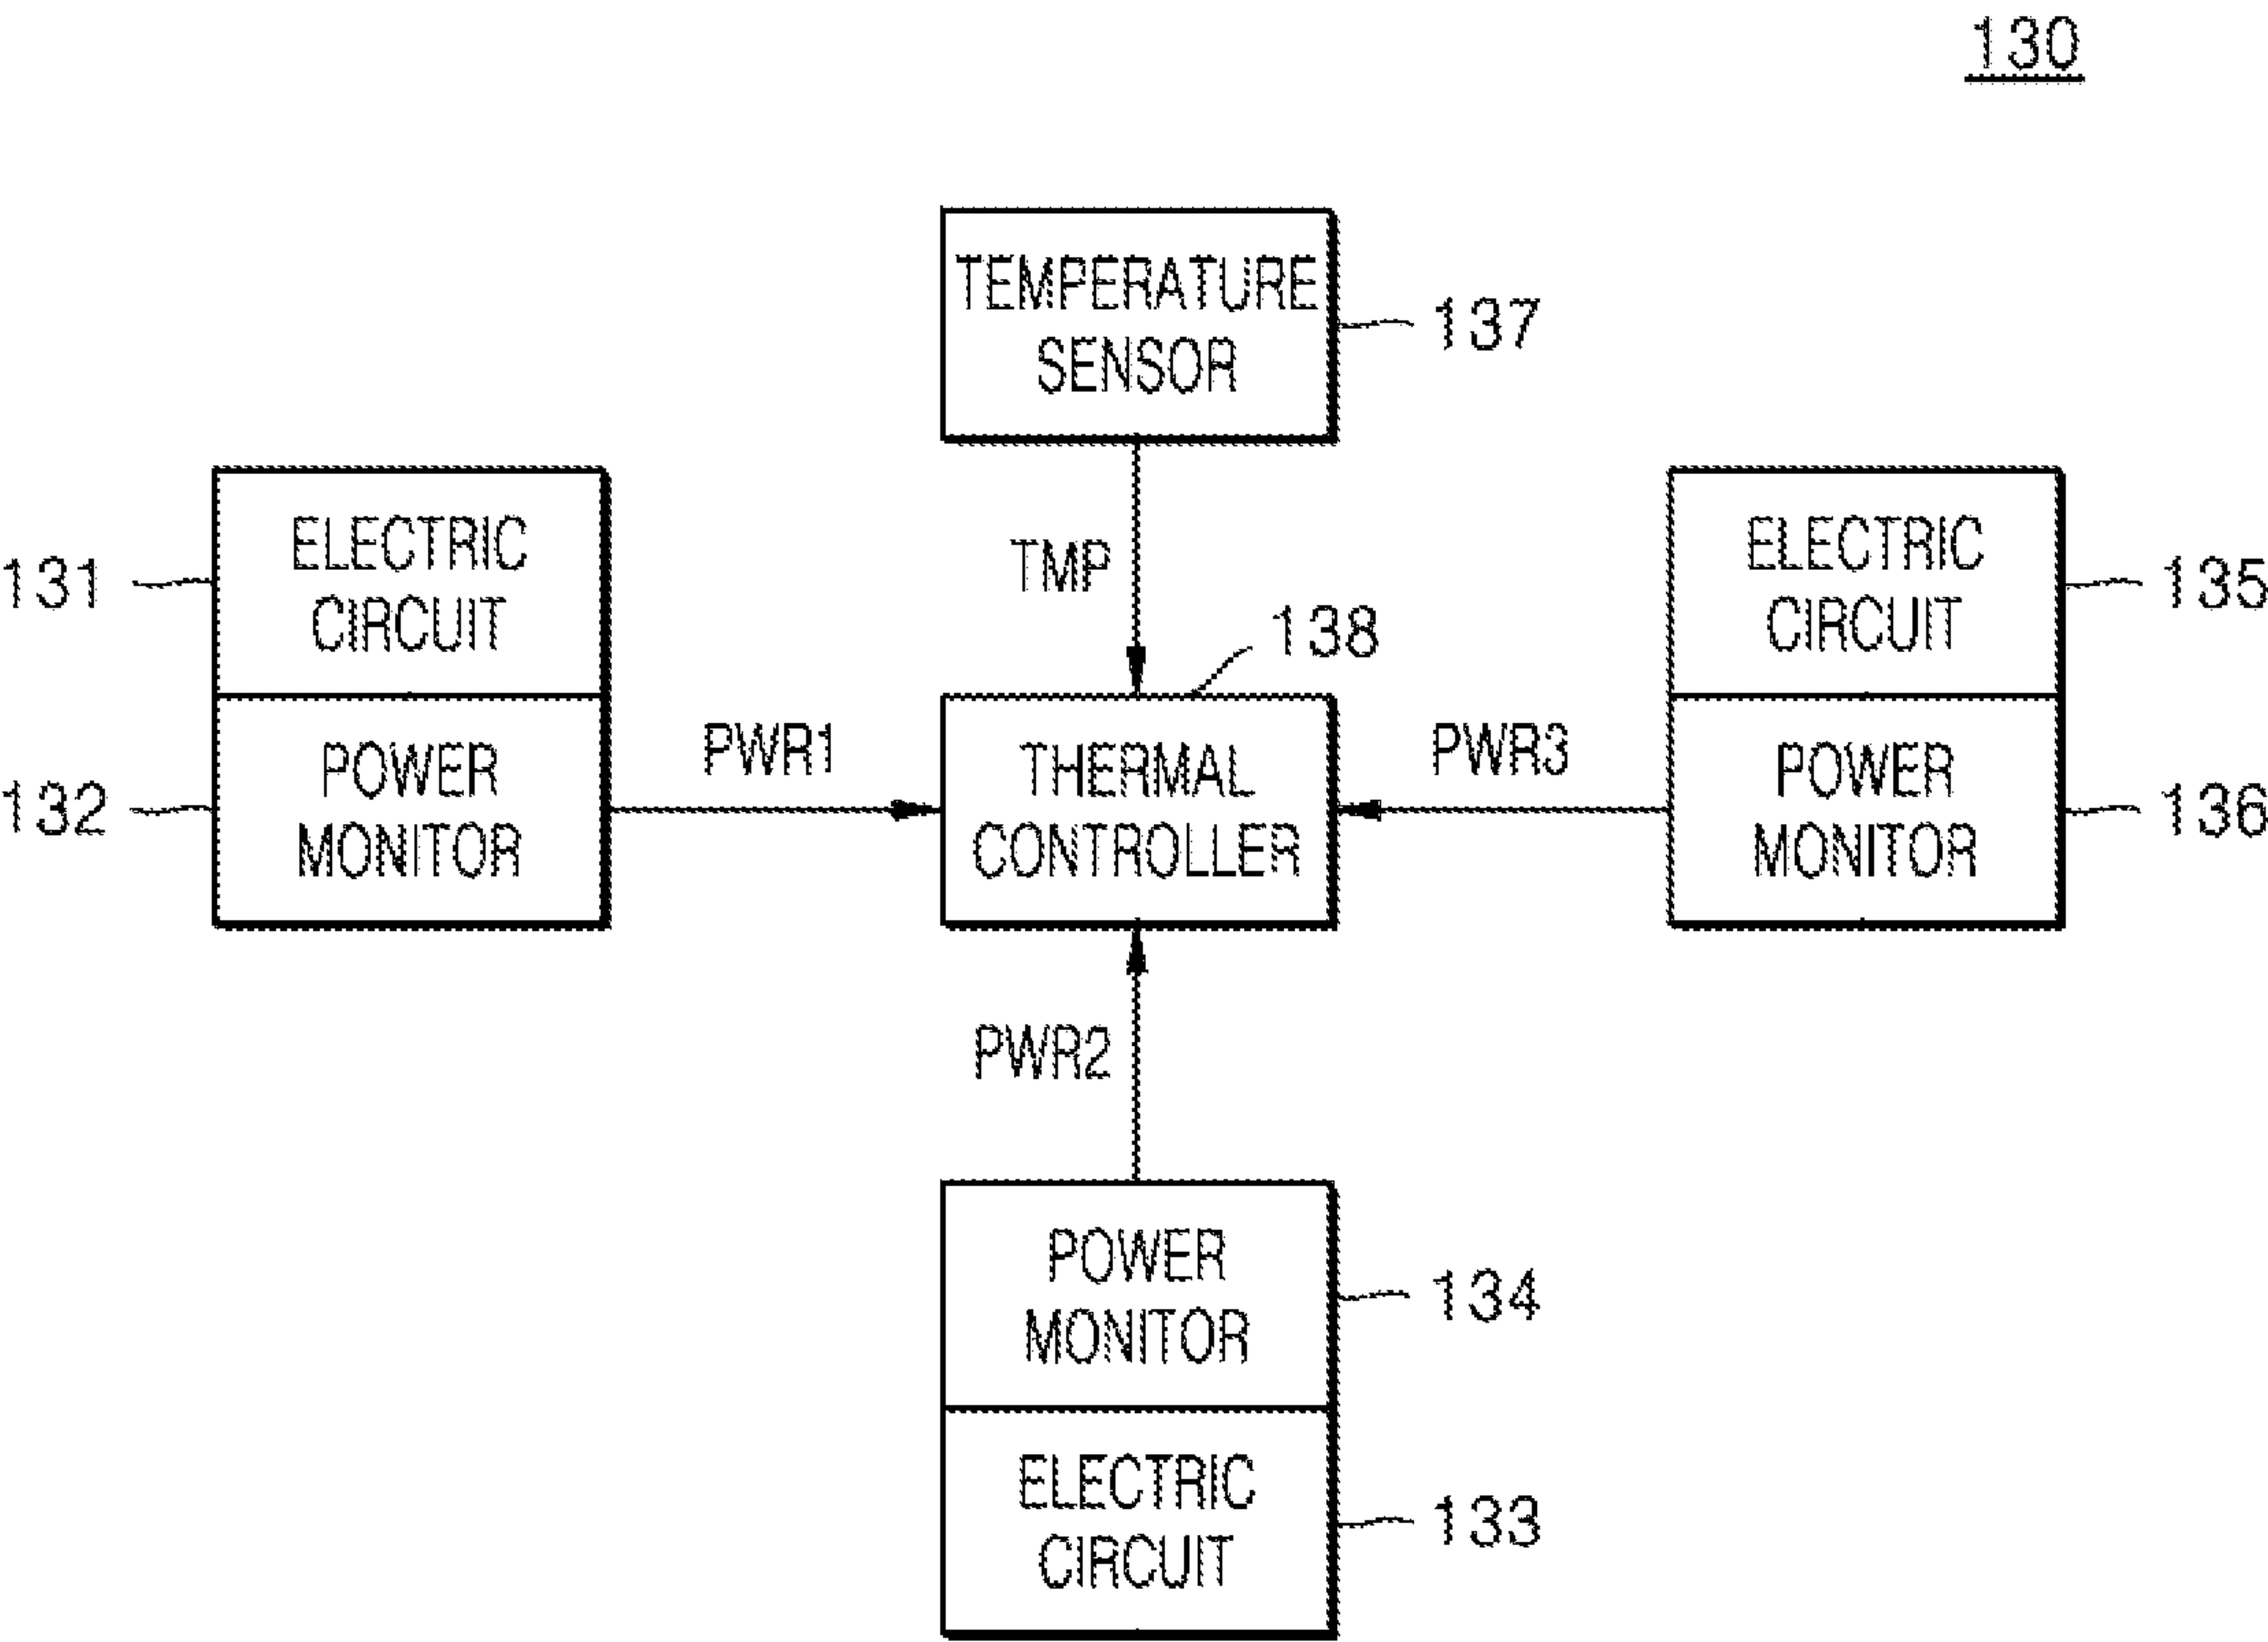 130
TEMPERATURE
SENSOR
137
TMP
131
ELECTRIC
CIRCUIT
132
POWER
MONITOR
PWR1
138
THERMAL
CONTROLLER
PWR3
ELECTRIC
CIRCUIT
135
POWER
MONITOR
136
PWR2
POWER
MONITOR
134
ELECTRIC
CIRCUIT
133